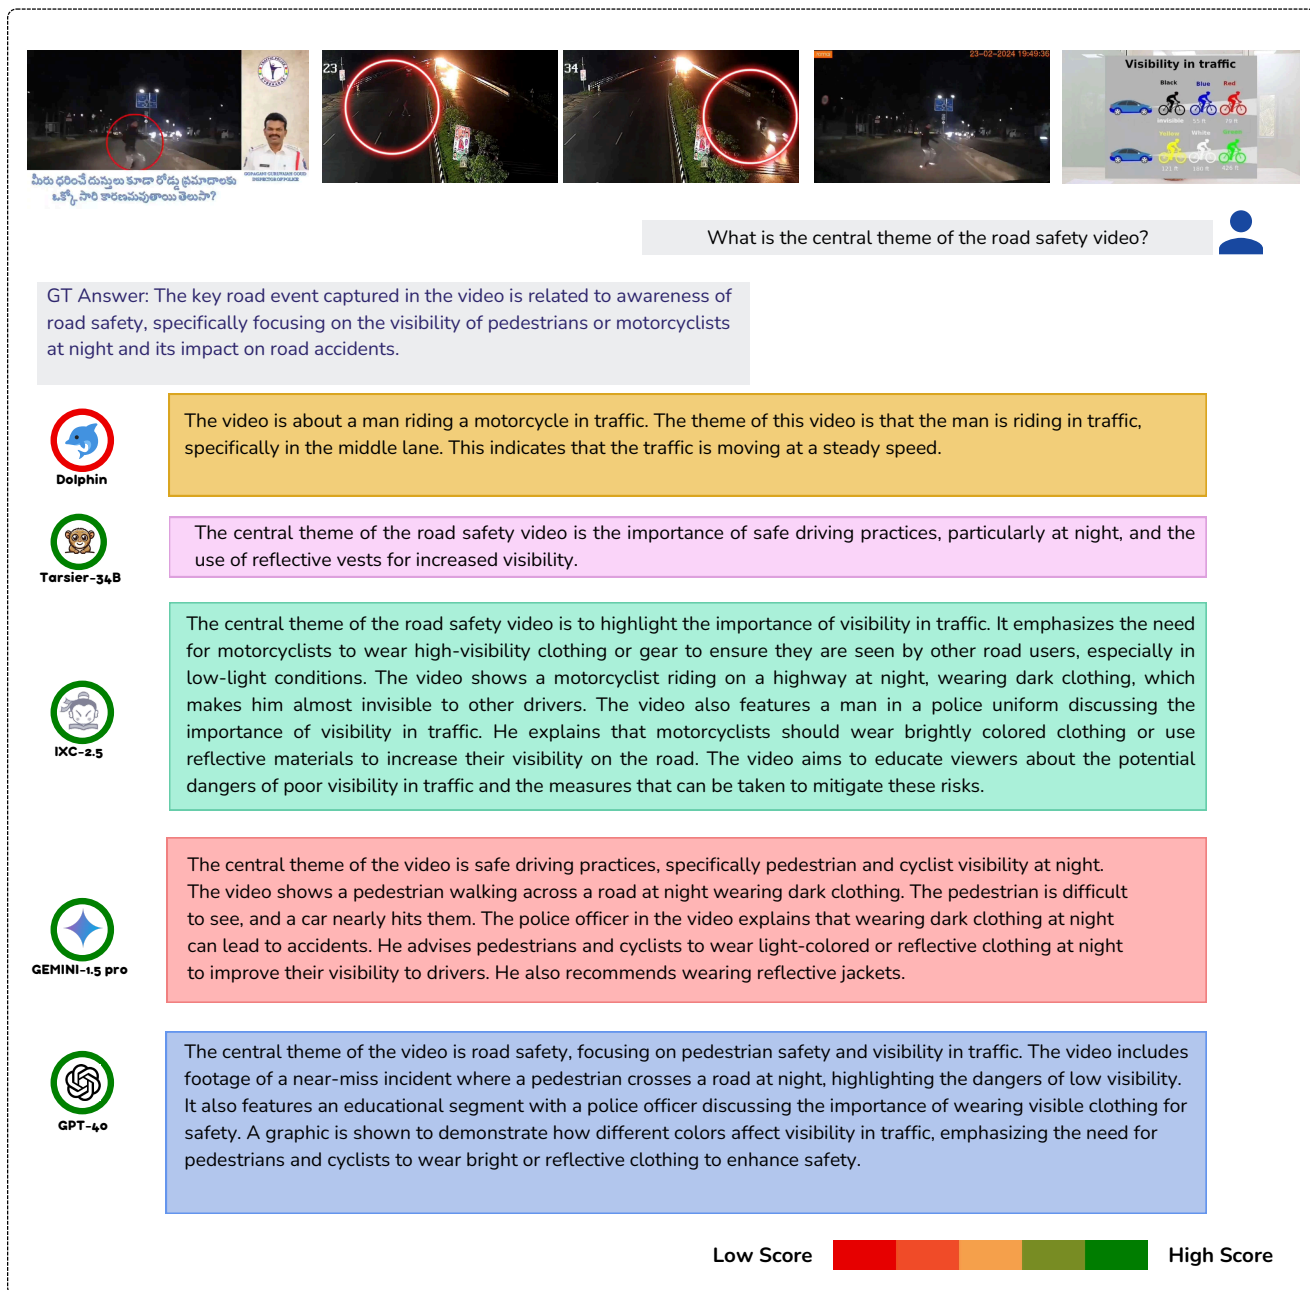 మీరు ధరించే దుస్తులు కూడా రోడ్డు ప్రమాదాలకు
ఒక్కోసారి కారణమవుతాయి తెలుసా?
GOPAGANI GURUNADH GOUD
INSPECTOR OF POLICE
23
34
23-02-2024 19:49:36
Visibility in traffic
Black Blue Red
Invisible 55 ft 70 ft
Yellow White Green
121 ft 180 ft 426 ft
What is the central theme of the road safety video?
GT Answer: The key road event captured in the video is related to awareness of
road safety, specifically focusing on the visibility of pedestrians or motorcyclists
at night and its impact on road accidents.
Dolphin
The video is about a man riding a motorcycle in traffic. The theme of this video is that the man is riding in traffic,
specifically in the middle lane. This indicates that the traffic is moving at a steady speed.
Tarsier-34B
The central theme of the road safety video is the importance of safe driving practices, particularly at night, and the
use of reflective vests for increased visibility.
IXC-2.5
The central theme of the road safety video is to highlight the importance of visibility in traffic. It emphasizes the need
for motorcyclists to wear high-visibility clothing or gear to ensure they are seen by other road users, especially in
low-light conditions. The video shows a motorcyclist riding on a highway at night, wearing dark clothing, which
makes him almost invisible to other drivers. The video also features a man in a police uniform discussing the
importance of visibility in traffic. He explains that motorcyclists should wear brightly colored clothing or use
reflective materials to increase their visibility on the road. The video aims to educate viewers about the potential
dangers of poor visibility in traffic and the measures that can be taken to mitigate these risks.
GEMINI-1.5 pro
The central theme of the video is safe driving practices, specifically pedestrian and cyclist visibility at night.
The video shows a pedestrian walking across a road at night wearing dark clothing. The pedestrian is difficult
to see, and a car nearly hits them. The police officer in the video explains that wearing dark clothing at night
can lead to accidents. He advises pedestrians and cyclists to wear light-colored or reflective clothing at night
to improve their visibility to drivers. He also recommends wearing reflective jackets.
GPT-4o
The central theme of the video is road safety, focusing on pedestrian safety and visibility in traffic. The video includes
footage of a near-miss incident where a pedestrian crosses a road at night, highlighting the dangers of low visibility.
It also features an educational segment with a police officer discussing the importance of wearing visible clothing for
safety. A graphic is shown to demonstrate how different colors affect visibility in traffic, emphasizing the need for
pedestrians and cyclists to wear bright or reflective clothing to enhance safety.
Low Score High Score